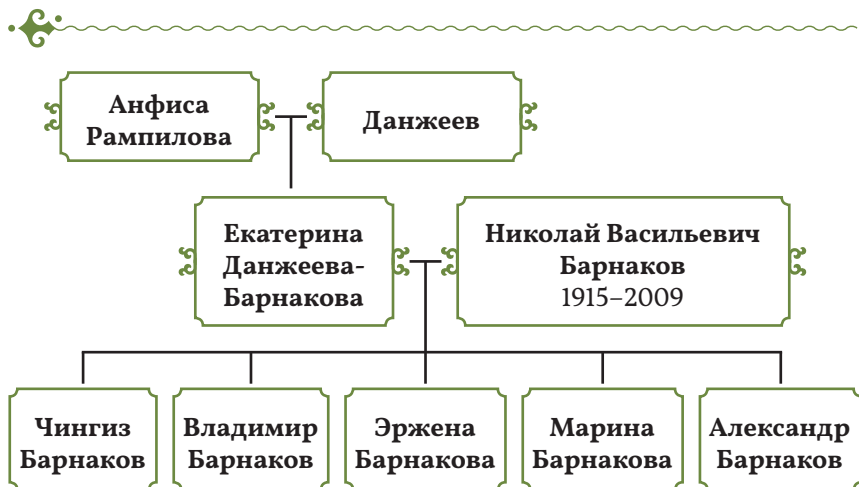 Анфиса
Рампилова
Данжеев
Екатерина
Данжеева-
Барнакова
Николай Васильевич
Барнаков
1915–2009
Чингиз
Барнаков
Владимир
Барнаков
Эржена
Барнакова
Марина
Барнакова
Александр
Барнаков